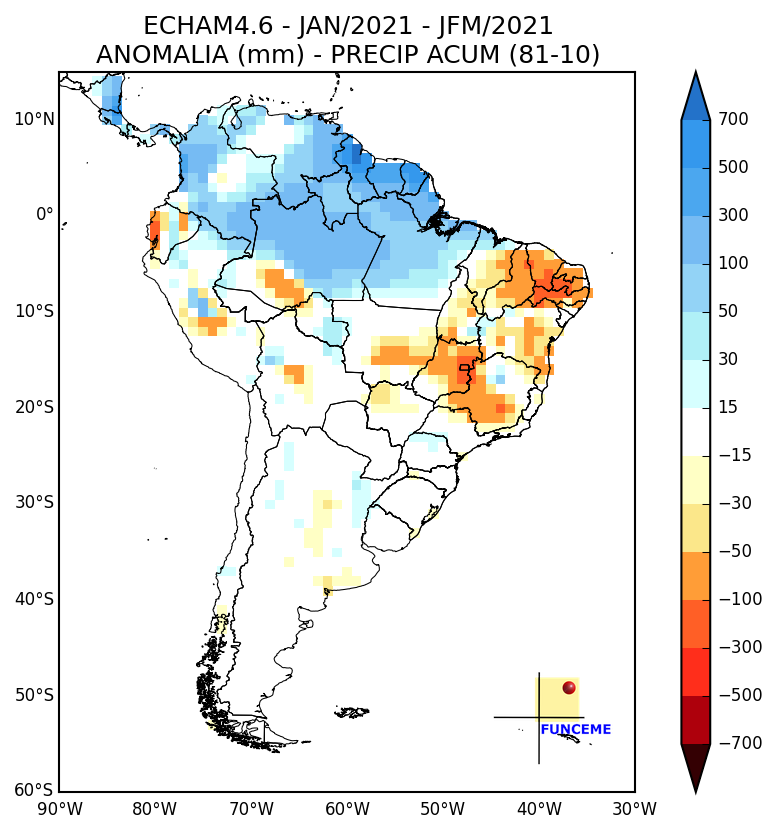 ECHAM4.6 - JAN/2021 - JFM/2021
ANOMALIA (mm) - PRECIP ACUM (81-10)
10°N
0°
10°S
20°S
30°S
40°S
50°S
60°S
90°W 80°W 70°W 60°W 50°W 40°W 30°W
700
500
300
100
50
30
15
−15
−30
−50
−100
−300
−500
−700
FUNCEME